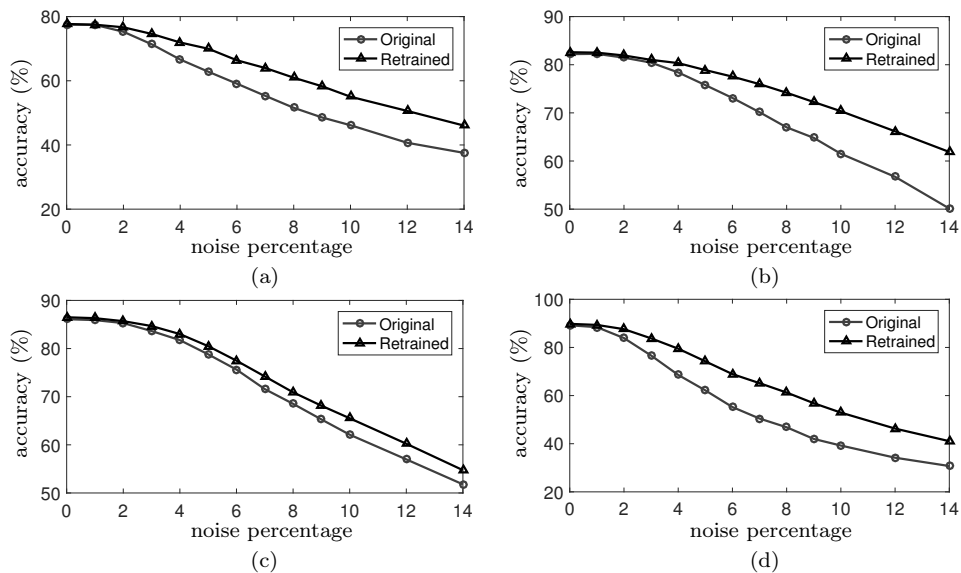 80
60
40
20
accuracy (%)
Original
Retrained
0 2 4 6 8 10 12 14
noise percentage
(a)
90
80
70
60
50
accuracy (%)
Original
Retrained
0 2 4 6 8 10 12 14
noise percentage
(b)
90
80
70
60
50
accuracy (%)
Original
Retrained
0 2 4 6 8 10 12 14
noise percentage
(c)
100
80
60
40
20
accuracy (%)
Original
Retrained
0 2 4 6 8 10 12 14
noise percentage
(d)